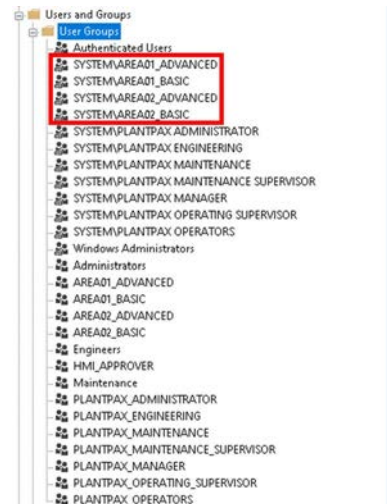 Users and Groups
User Groups
Authenticated Users
SYSTEM\AREA01_ADVANCED
SYSTEM\AREA01_BASIC
SYSTEM\AREA02_ADVANCED
SYSTEM\AREA02_BASIC
SYSTEM\PLANTPAX ADMINISTRATOR
SYSTEM\PLANTPAX ENGINEERING
SYSTEM\PLANTPAX MAINTENANCE
SYSTEM\PLANTPAX MAINTENANCE SUPERVISOR
SYSTEM\PLANTPAX MANAGER
SYSTEM\PLANTPAX OPERATING SUPERVISOR
SYSTEM\PLANTPAX OPERATORS
Windows Administrators
Administrators
AREA01_ADVANCED
AREA01_BASIC
AREA02_ADVANCED
AREA02_BASIC
Engineers
HMI_APPROVER
Maintenance
PLANTPAX_ADMINISTRATOR
PLANTPAX_ENGINEERING
PLANTPAX_MAINTENANCE
PLANTPAX_MAINTENANCE_SUPERVISOR
PLANTPAX_MANAGER
PLANTPAX_OPERATING_SUPERVISOR
PLANTPAX_OPERATORS